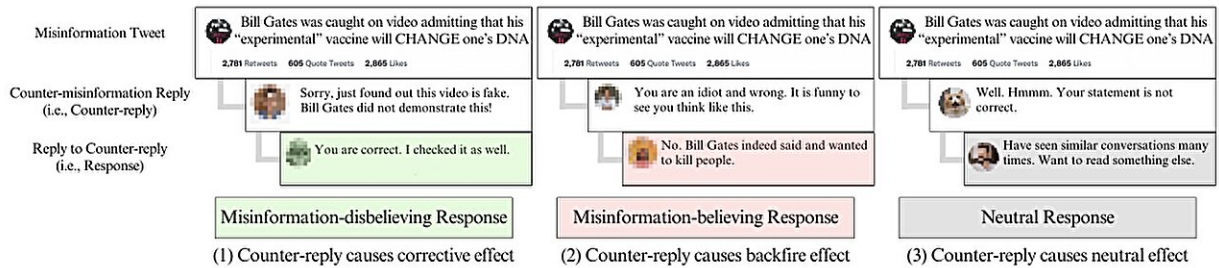 Misinformation Tweet
Bill Gates was caught on video admitting that his
“experimental” vaccine will CHANGE one’s DNA
2,781 Retweets 605 Quote Tweets 2,865 Likes
Bill Gates was caught on video admitting that his
“experimental” vaccine will CHANGE one’s DNA
2,781 Retweets 605 Quote Tweets 2,865 Likes
Bill Gates was caught on video admitting that his
“experimental” vaccine will CHANGE one’s DNA
2,781 Retweets 605 Quote Tweets 2,865 Likes
Counter-misinformation Reply
(i.e., Counter-reply)
Sorry, just found out this video is fake.
Bill Gates did not demonstrate this!
You are an idiot and wrong. It is funny to
see you think like this.
Well. Hmmm. Your statement is not
correct.
Reply to Counter-reply
(i.e., Response)
You are correct. I checked it as well.
No. Bill Gates indeed said and wanted
to kill people.
Have seen similar conversations many
times. Want to read something else.
Misinformation-disbelieving Response
Misinformation-believing Response
Neutral Response
(1) Counter-reply causes corrective effect
(2) Counter-reply causes backfire effect
(3) Counter-reply causes neutral effect